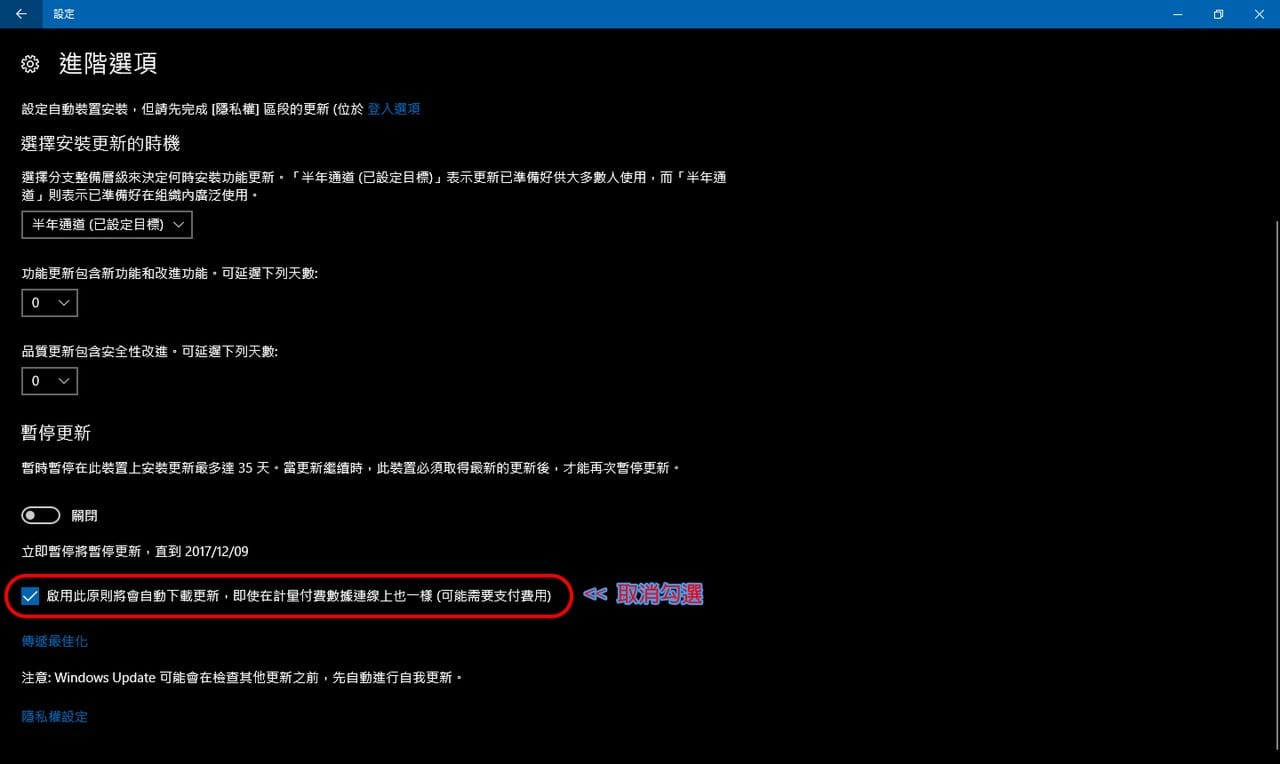 設定
進階選項
設定自動裝置安裝，但請先完成 [隱私權] 區段的更新 (位於 登入選項
選擇安裝更新的時機
選擇分支整備層級來決定何時安裝功能更新。「半年通道 (已設定目標)」表示更新已準備好供大多數人使用，而「半年通
道」則表示已準備好在組織內廣泛使用。
半年通道 (已設定目標)
功能更新包含新功能和改進功能。可延遲下列天數:
0
品質更新包含安全性改進。可延遲下列天數:
0
暫停更新
暫時暫停在此裝置上安裝更新最多達 35 天。當更新繼續時，此裝置必須取得最新的更新後，才能再次暫停更新。
關閉
立即暫停將暫停更新，直到 2017/12/09
啟用此原則將會自動下載更新，即使在計量付費數據連線上也一樣 (可能需要支付費用) << 取消勾選
傳遞最佳化
注意: Windows Update 可能會在檢查其他更新之前，先自動進行自我更新。
隱私權設定